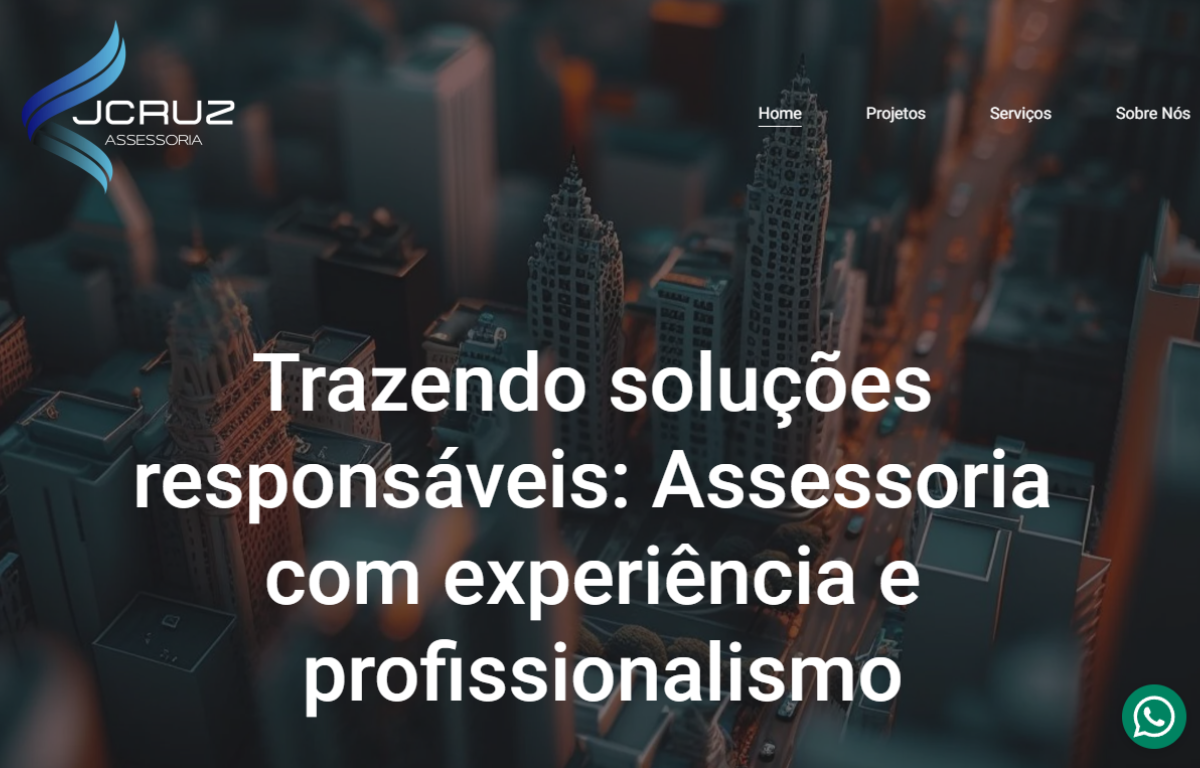 JCRUZ
ASSESSORIA
Home
Projetos
Serviços
Sobre Nós
Trazendo soluções
responsáveis: Assessoria
com experiência e
profissionalismo